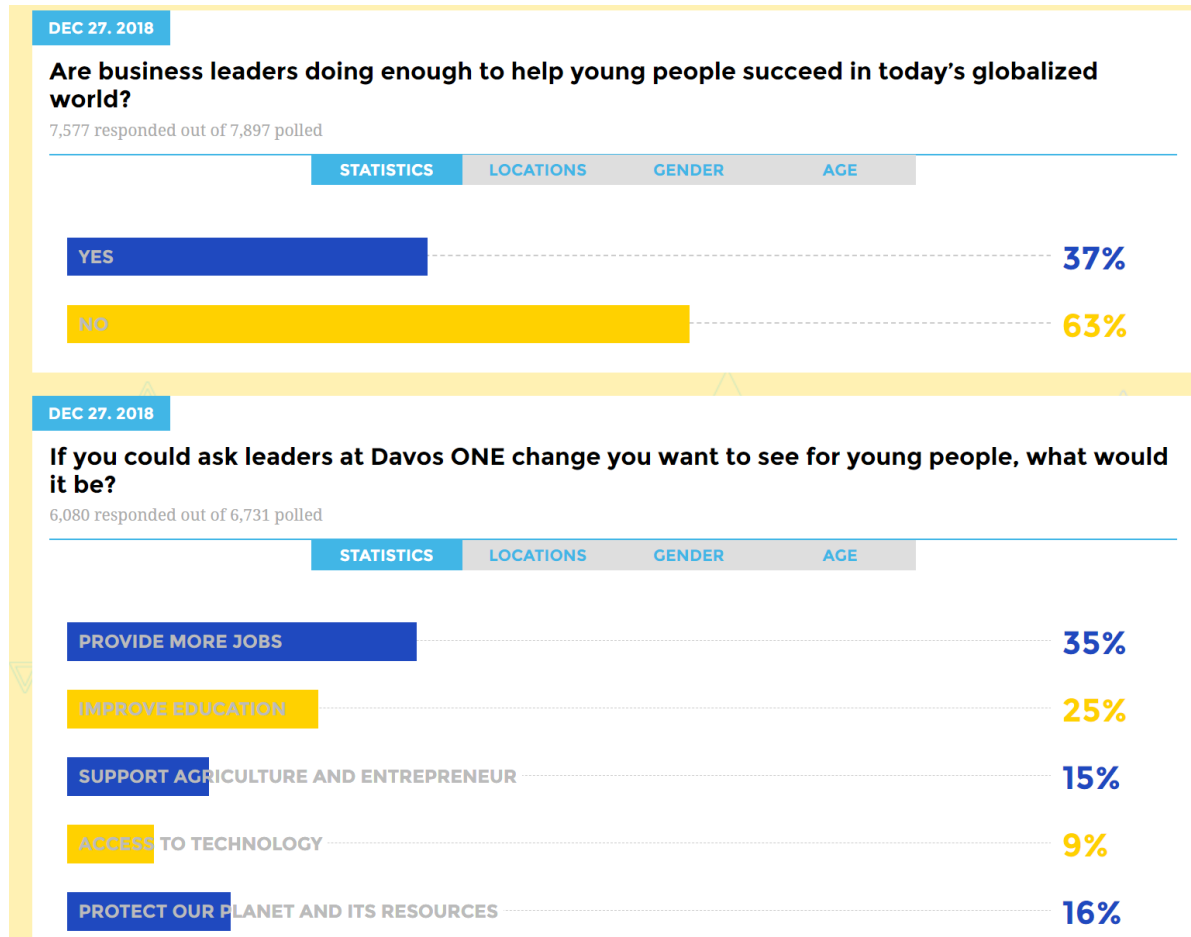 DEC 27. 2018
Are business leaders doing enough to help young people succeed in today’s globalized
world?
7,577 responded out of 7,897 polled
STATISTICS LOCATIONS GENDER AGE
YES 37%
NO 63%
DEC 27. 2018
If you could ask leaders at Davos ONE change you want to see for young people, what would
it be?
6,080 responded out of 6,731 polled
STATISTICS LOCATIONS GENDER AGE
PROVIDE MORE JOBS 35%
IMPROVE EDUCATION 25%
SUPPORT AGRICULTURE AND ENTREPRENEUR 15%
ACCESS TO TECHNOLOGY 9%
PROTECT OUR PLANET AND ITS RESOURCES 16%